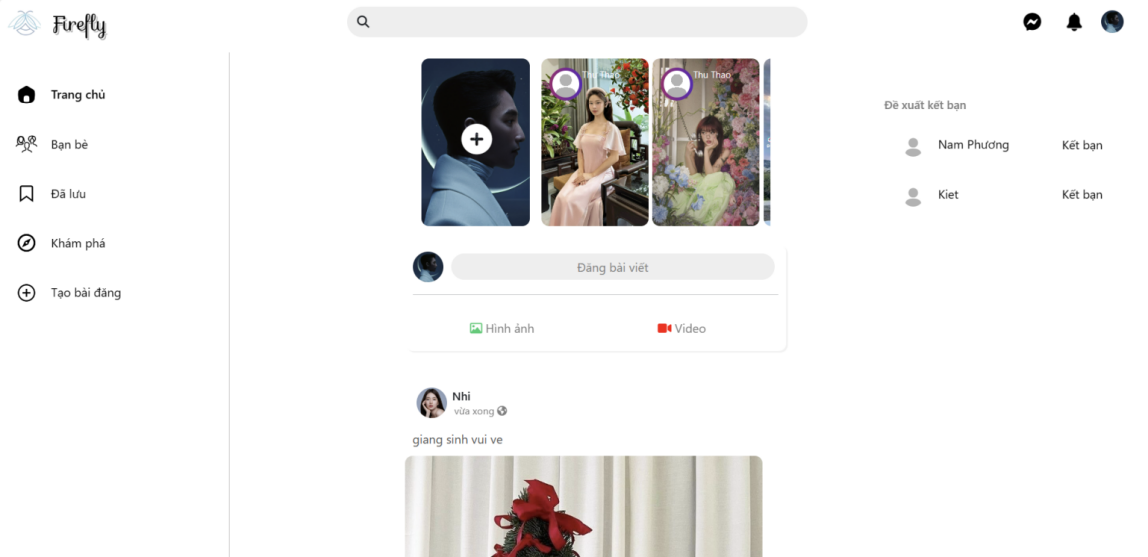 Firefly
Trang chủ
Bạn bè
Đã lưu
Khám phá
Tạo bài đăng
Thu Thao
Thu Thao
Đăng bài viết
Hình ảnh
Video
Nhi
vừa xong
giang sinh vui ve
Đề xuất kết bạn
Nam Phương Kết bạn
Kiet Kết bạn